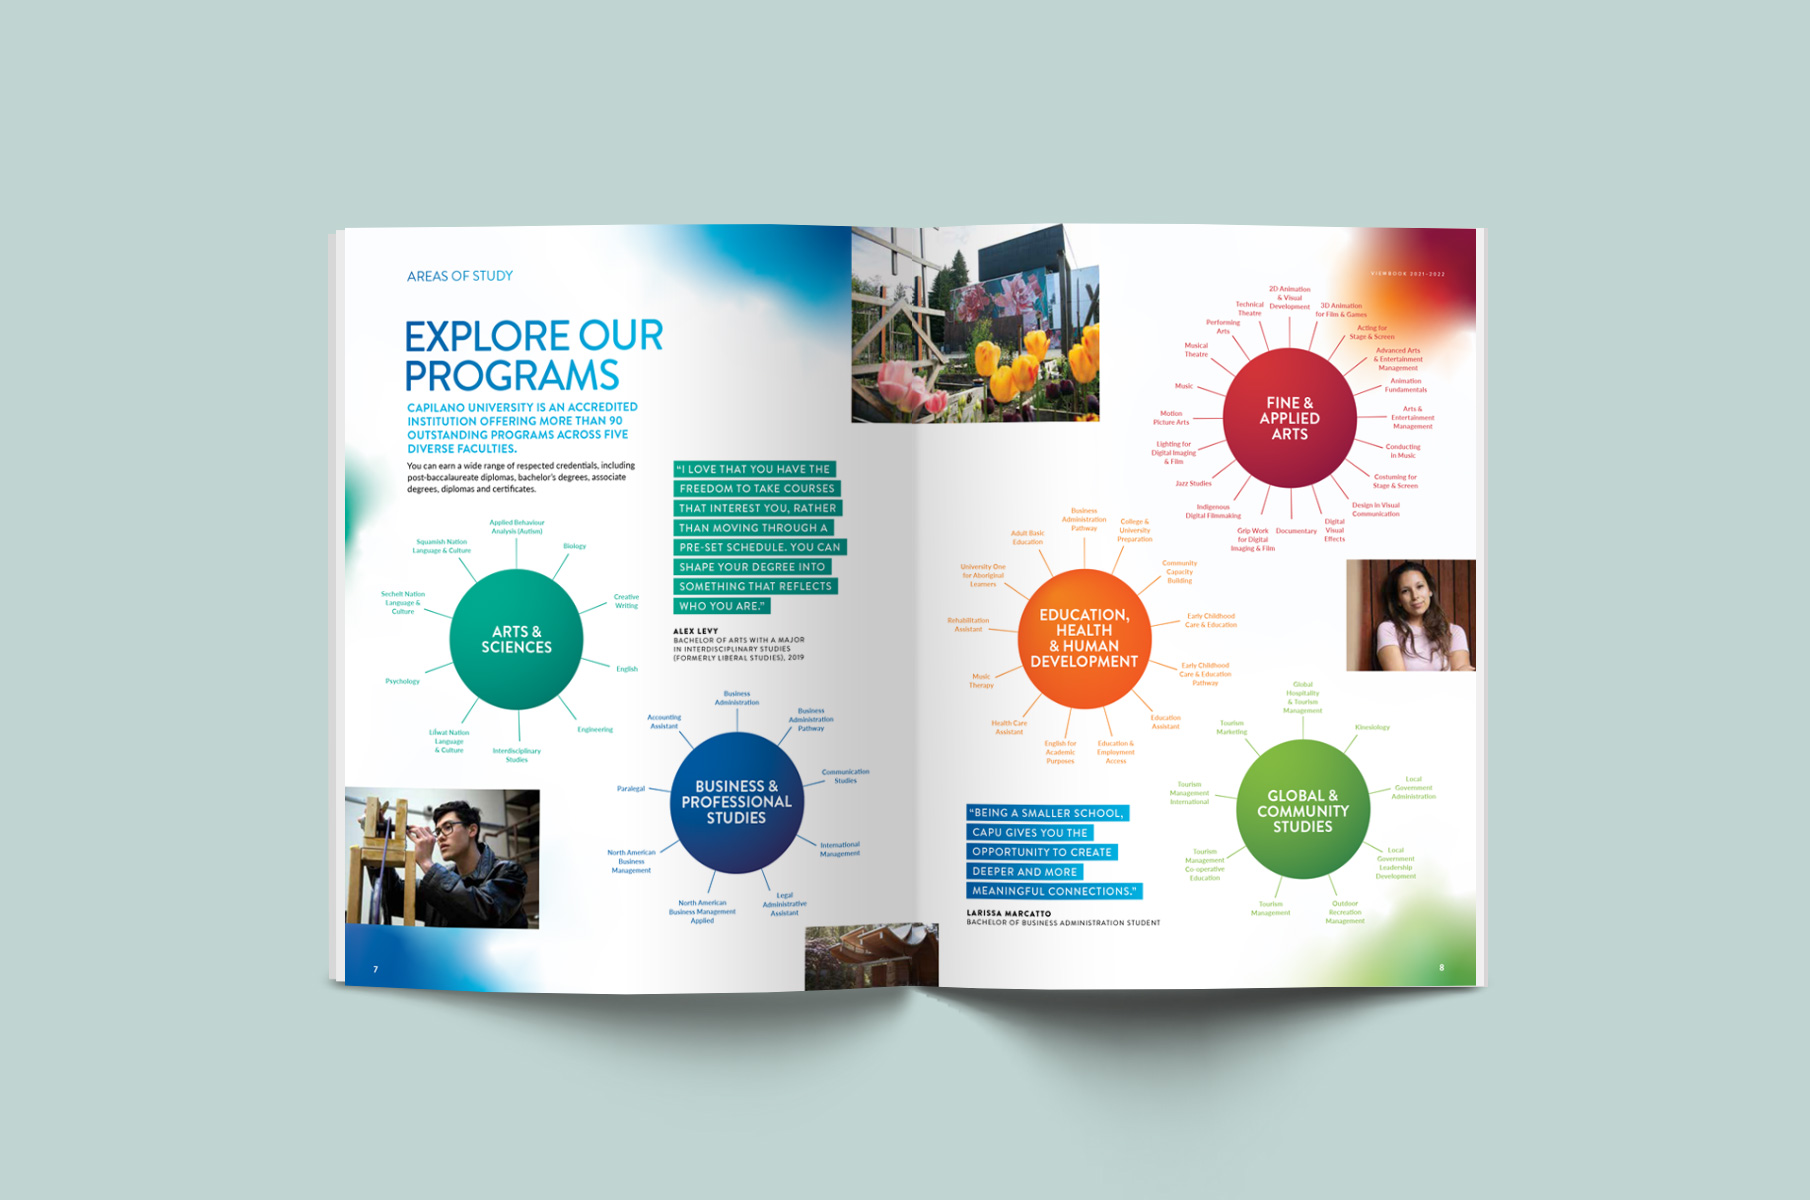 AREAS OF STUDY
EXPLORE OUR
PROGRAMS
CAPILANO UNIVERSITY IS AN ACCREDITED
INSTITUTION OFFERING MORE THAN 90
OUTSTANDING PROGRAMS ACROSS FIVE
DIVERSE FACULTIES.
You can earn a wide range of respected credentials, including
post-baccalaureate diplomas, bachelor's degrees, associate
degrees, diplomas and certificates.
ARTS &
SCIENCES
Applied Behaviour
Analysis (Autism)
Biology
Creative
Writing
English
Engineering
Interdisciplinary
Studies
Lílwat Nation
Language
& Culture
Psychology
Sechelt Nation
Language &
Culture
Squamish Nation
Language & Culture
“I LOVE THAT YOU HAVE THE
FREEDOM TO TAKE COURSES
THAT INTEREST YOU, RATHER
THAN MOVING THROUGH A
PRE-SET SCHEDULE. YOU CAN
SHAPE YOUR DEGREE INTO
SOMETHING THAT REFLECTS
WHO YOU ARE.”
ALEX LEVY
BACHELOR OF ARTS WITH A MAJOR
IN INTERDISCIPLINARY STUDIES
(FORMERLY LIBERAL STUDIES), 2019
BUSINESS &
PROFESSIONAL
STUDIES
Business
Administration
Business
Administration
Pathway
Communication
Studies
International
Management
Legal
Administrative
Assistant
North American
Business Management
Applied
North American
Business
Management
Paralegal
Accounting
Assistant
7
VIEWBOOK 2021–2022
FINE &
APPLIED
ARTS
2D Animation
& Visual
Development
3D Animation
for Film & Games
Acting for
Stage & Screen
Advanced Arts
& Entertainment
Management
Animation
Fundamentals
Arts &
Entertainment
Management
Conducting
in Music
Costuming for
Stage & Screen
Design in Visual
Communication
Digital
Visual
Effects
Documentary
Grip Work
for Digital
Imaging & Film
Indigenous
Digital Filmmaking
Jazz Studies
Lighting for
Digital Imaging
& Film
Motion
Picture Arts
Music
Musical
Theatre
Performing
Arts
Technical
Theatre
EDUCATION,
HEALTH
& HUMAN
DEVELOPMENT
Business
Administration
Pathway
College &
University
Preparation
Community
Capacity
Building
Early Childhood
Care & Education
Early Childhood
Care & Education
Pathway
Education
Assistant
Education &
Employment
Access
English for
Academic
Purposes
Health Care
Assistant
Music
Therapy
Rehabilitation
Assistant
University One
for Aboriginal
Learners
Adult Basic
Education
GLOBAL &
COMMUNITY
STUDIES
Global
Hospitality
& Tourism
Management
Kinesiology
Local
Government
Administration
Local
Government
Leadership
Development
Outdoor
Recreation
Management
Tourism
Management
Tourism
Management
Co-operative
Education
Tourism
Management
International
Tourism
Marketing
“BEING A SMALLER SCHOOL,
CAPU GIVES YOU THE
OPPORTUNITY TO CREATE
DEEPER AND MORE
MEANINGFUL CONNECTIONS.”
LARISSA MARCATTO
BACHELOR OF BUSINESS ADMINISTRATION STUDENT
8